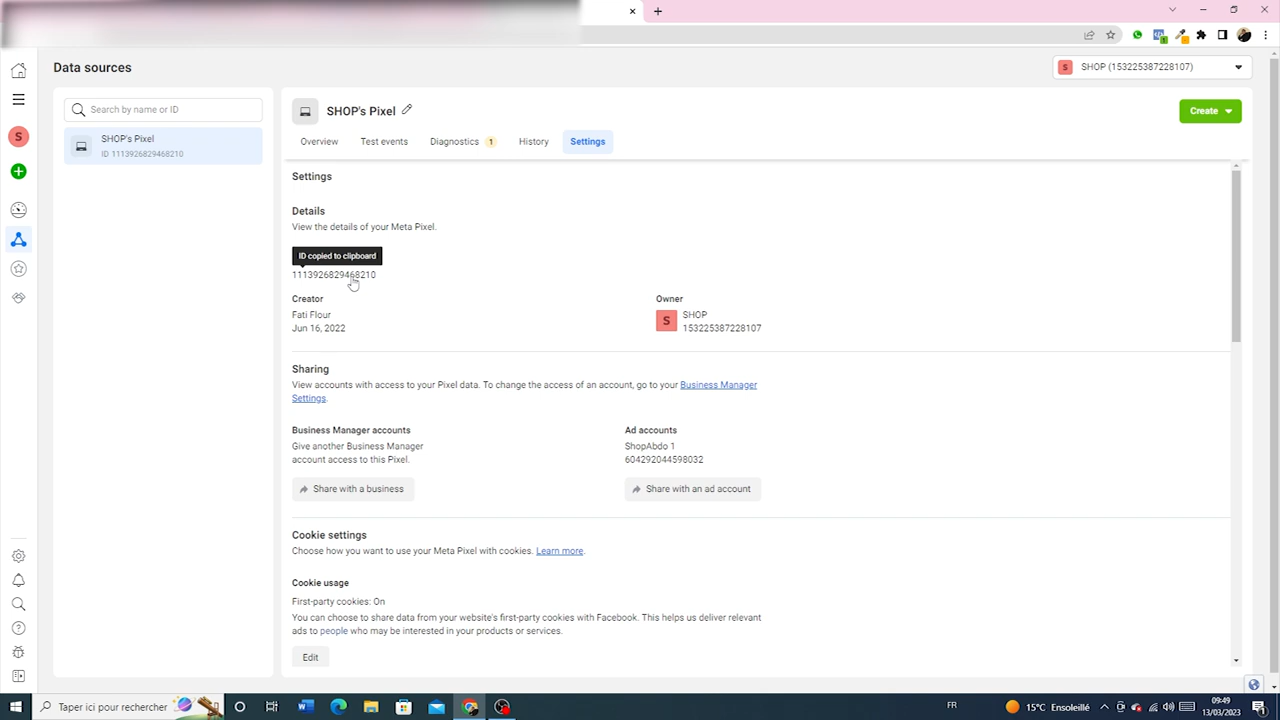 Data sources
SHOP (153225387228107)
Search by name or ID
SHOP's Pixel
ID 1113926829468210
S
SHOP's Pixel
Create
Overview
Test events
Diagnostics 1
History
Settings
Settings
Details
View the details of your Meta Pixel.
ID copied to clipboard
1113926829468210
Creator
Fati Flour
Jun 16, 2022
Owner
S
SHOP
153225387228107
Sharing
View accounts with access to your Pixel data. To change the access of an account, go to your Business Manager
Settings.
Business Manager accounts
Give another Business Manager
account access to this Pixel.
Share with a business
Ad accounts
ShopAbdo 1
604292044598032
Share with an ad account
Cookie settings
Choose how you want to use your Meta Pixel with cookies. Learn more.
Cookie usage
First-party cookies: On
You can choose to share data from your website's first-party cookies with Facebook. This helps us deliver relevant
ads to people who may be interested in your products or services.
Edit
Taper ici pour rechercher
FR
15°C Ensoleillé
09:49
13/03/2023